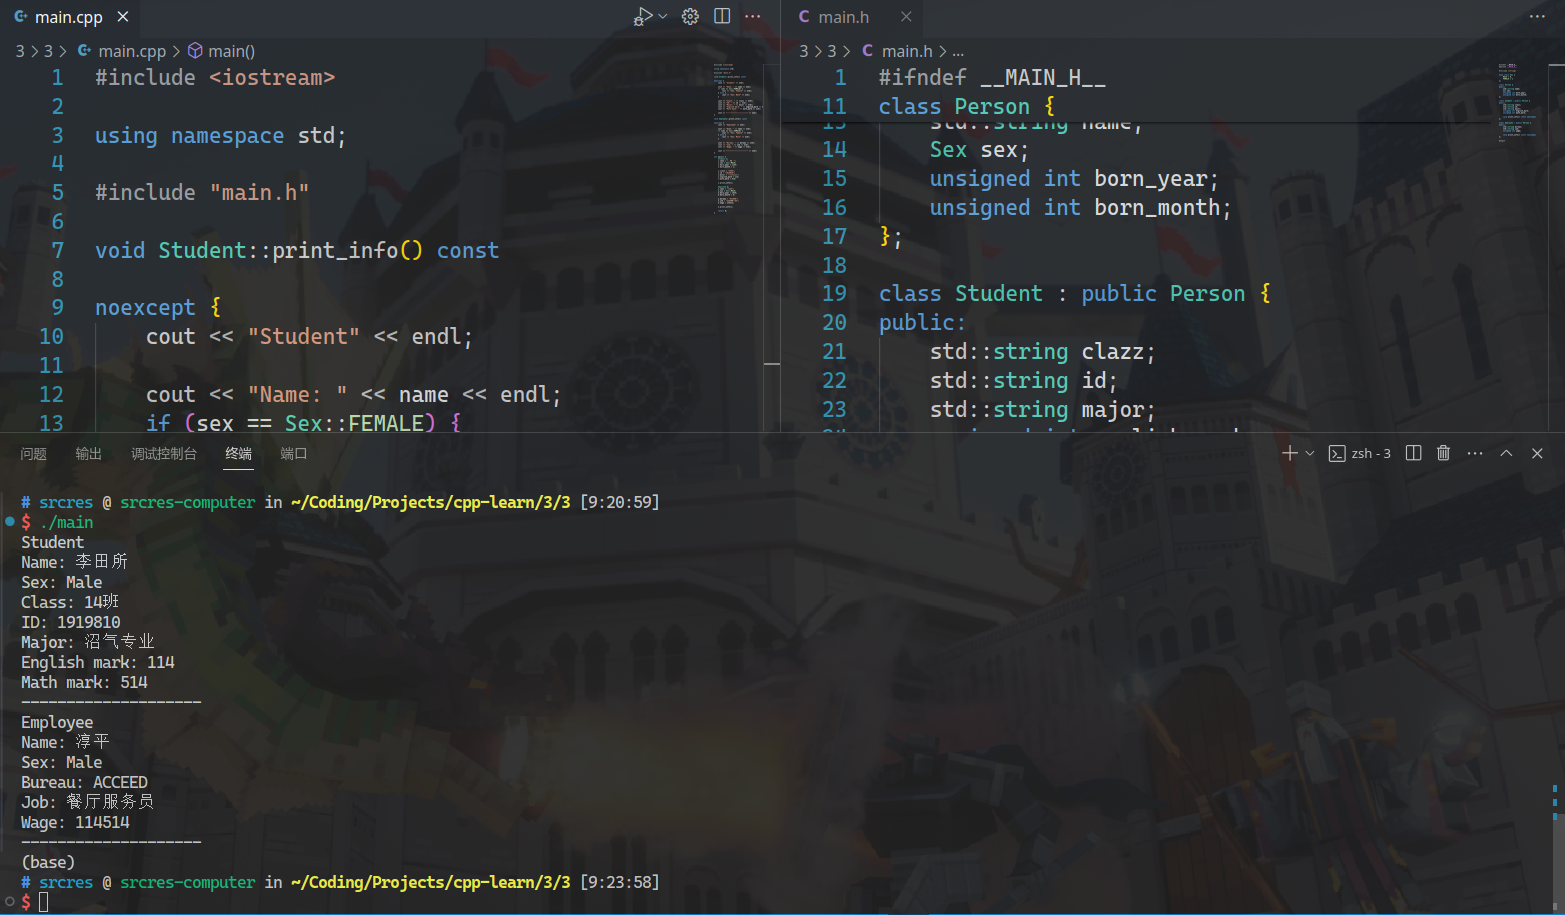 main.cpp
3 3 main.cpp main()
1 #include <iostream>
2
3 using namespace std;
4
5 #include "main.h"
6
7 void Student::print_info() const
8
9 noexcept {
10 cout << "Student" << endl;
11
12 cout << "Name: " << name << endl;
13 if (sex == Sex::FEMALE) {
main.h
3 3 C main.h ...
1 #ifndef __MAIN_H__
11 class Person {
13 std::string name;
14 Sex sex;
15 unsigned int born_year;
16 unsigned int born_month;
17 };
18
19 class Student : public Person {
20 public:
21 std::string clazz;
22 std::string id;
23 std::string major;
问题 输出 调试控制台 终端 端口 zsh - 3
# srcres @ srcres-computer in ~/Coding/Projects/cpp-learn/3/3 [9:20:59]
$ ./main
Student
Name: 李田所
Sex: Male
Class: 14班
ID: 1919810
Major: 沼气专业
English mark: 114
Math mark: 514
--------------------
Employee
Name: 淳平
Sex: Male
Bureau: ACCEED
Job: 餐厅服务员
Wage: 114514
--------------------
(base)
# srcres @ srcres-computer in ~/Coding/Projects/cpp-learn/3/3 [9:23:58]
$